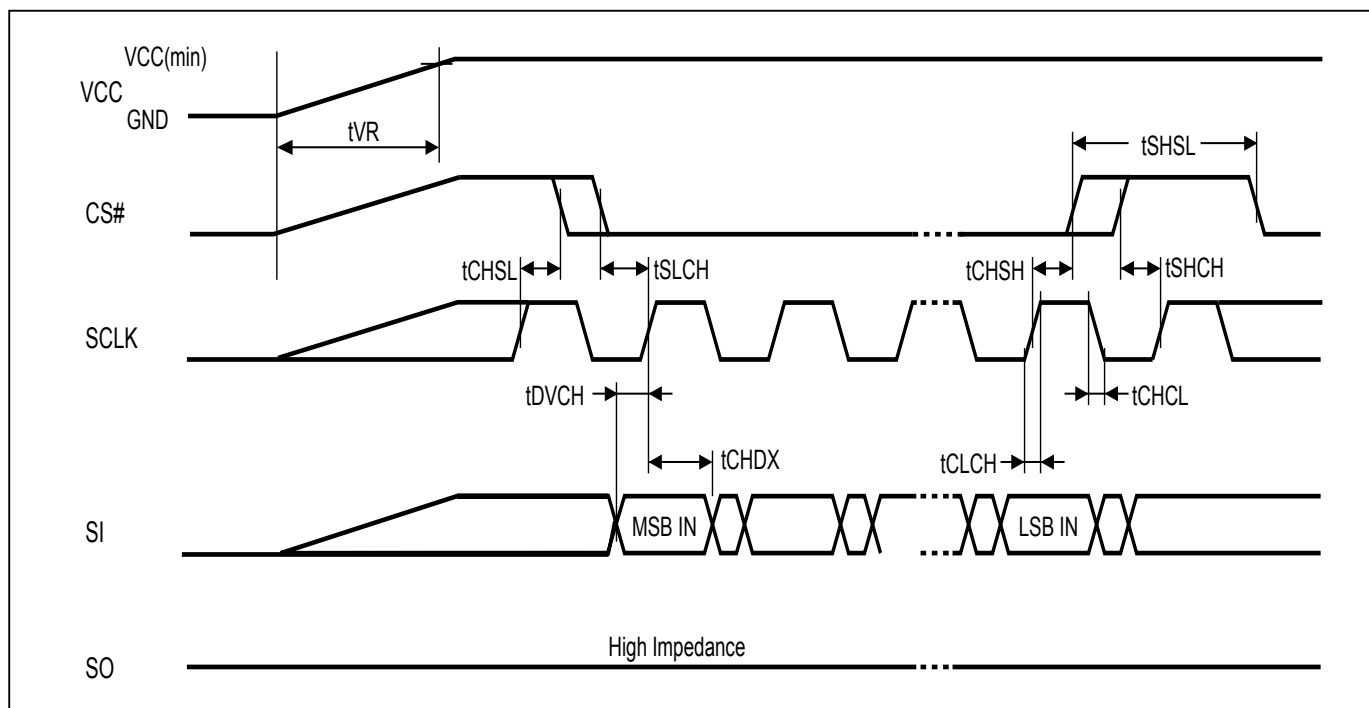 VCC(min)
VCC
GND
tVR
tSHSL
CS#
tCHSL
tSLCH
tCHSH
tSHCH
SCLK
tDVCH
tCHCL
tCHDX
tCLCH
SI
MSB IN
LSB IN
High Impedance
SO